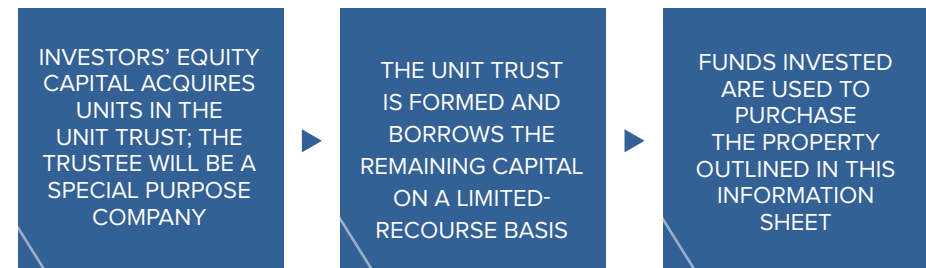 INVESTORS’ EQUITY
CAPITAL ACQUIRES
UNITS IN THE
UNIT TRUST; THE
TRUSTEE WILL BE A
SPECIAL PURPOSE
COMPANY
THE UNIT TRUST
IS FORMED AND
BORROWS THE
REMAINING CAPITAL
ON A LIMITED-
RECOURSE BASIS
FUNDS INVESTED
ARE USED TO
PURCHASE
THE PROPERTY
OUTLINED IN THIS
INFORMATION
SHEET